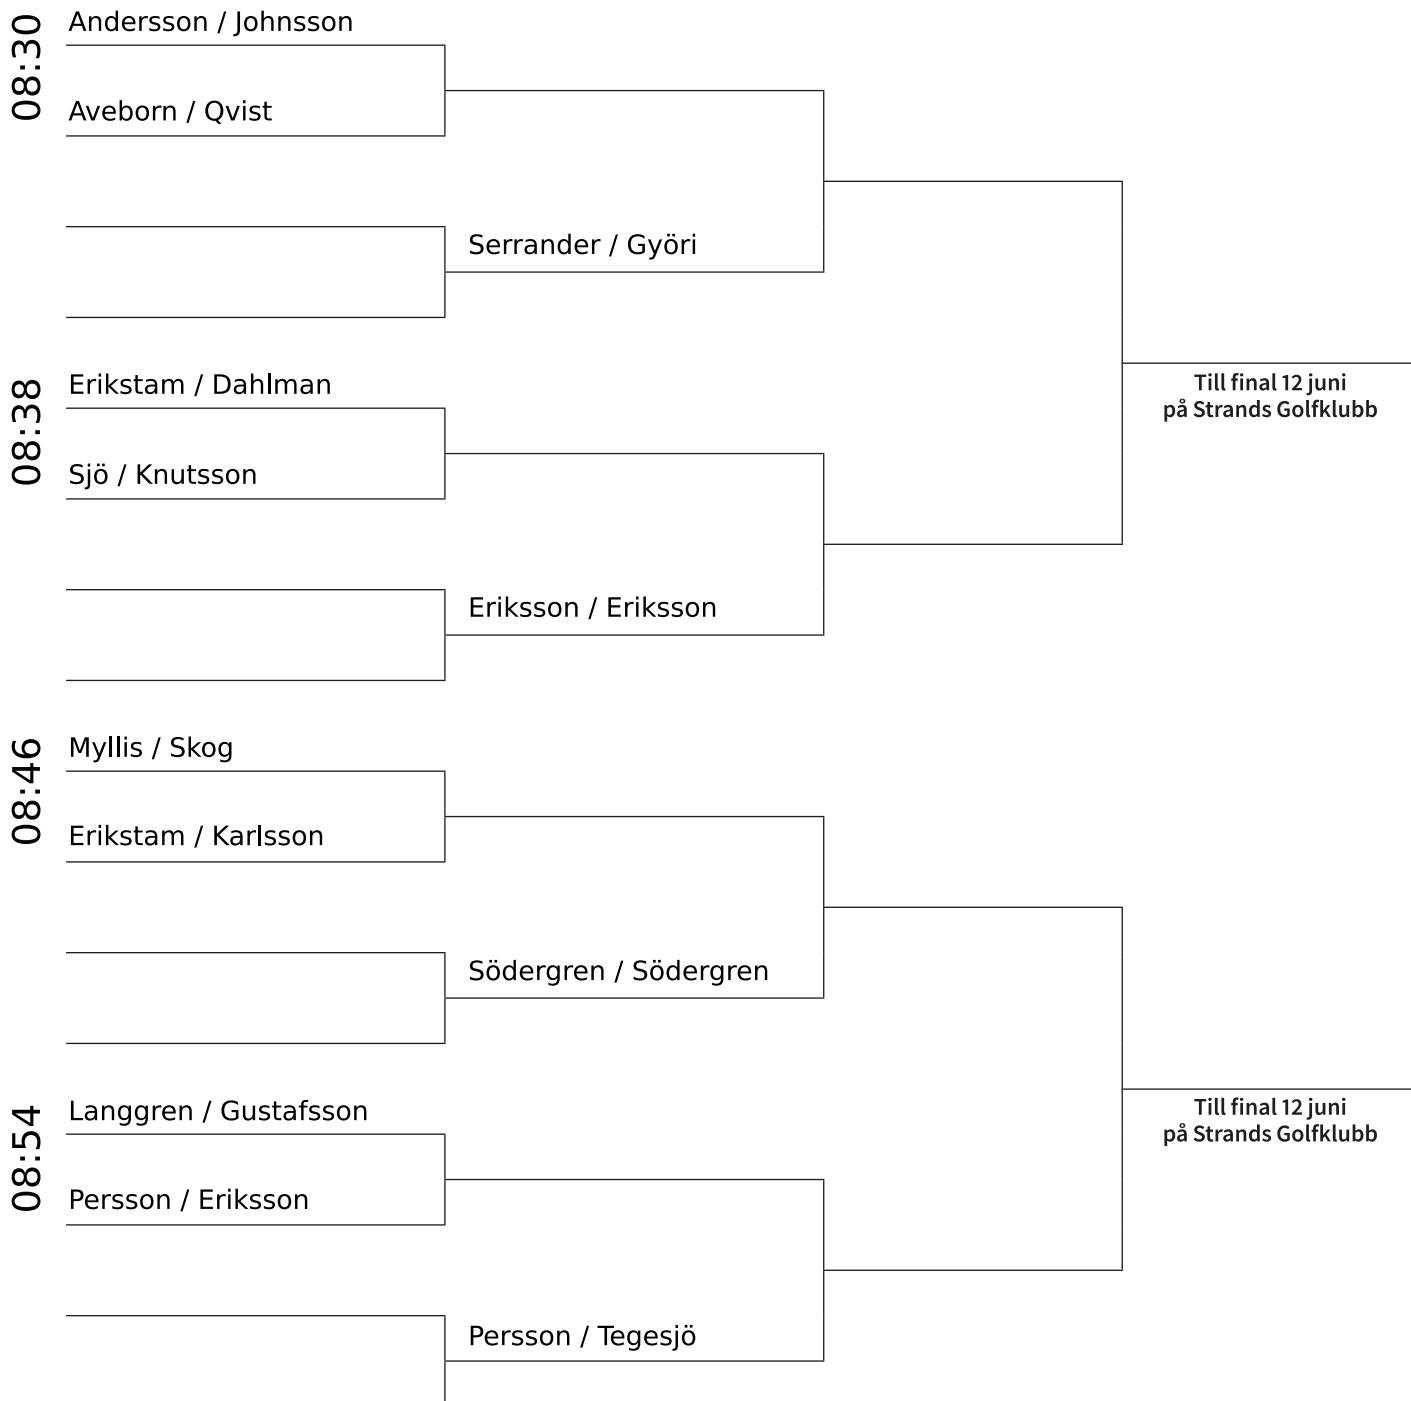 08:30
Andersson / Johnsson
Aveborn / Qvist
Serrander / Györi
08:38
Erikstam / Dahlman
Sjö / Knutsson
Eriksson / Eriksson
Till final 12 juni
på Strands Golfklubb
08:46
Myllis / Skog
Erikstam / Karlsson
Södergren / Södergren
08:54
Langgren / Gustafsson
Persson / Eriksson
Persson / Tegesjö
Till final 12 juni
på Strands Golfklubb